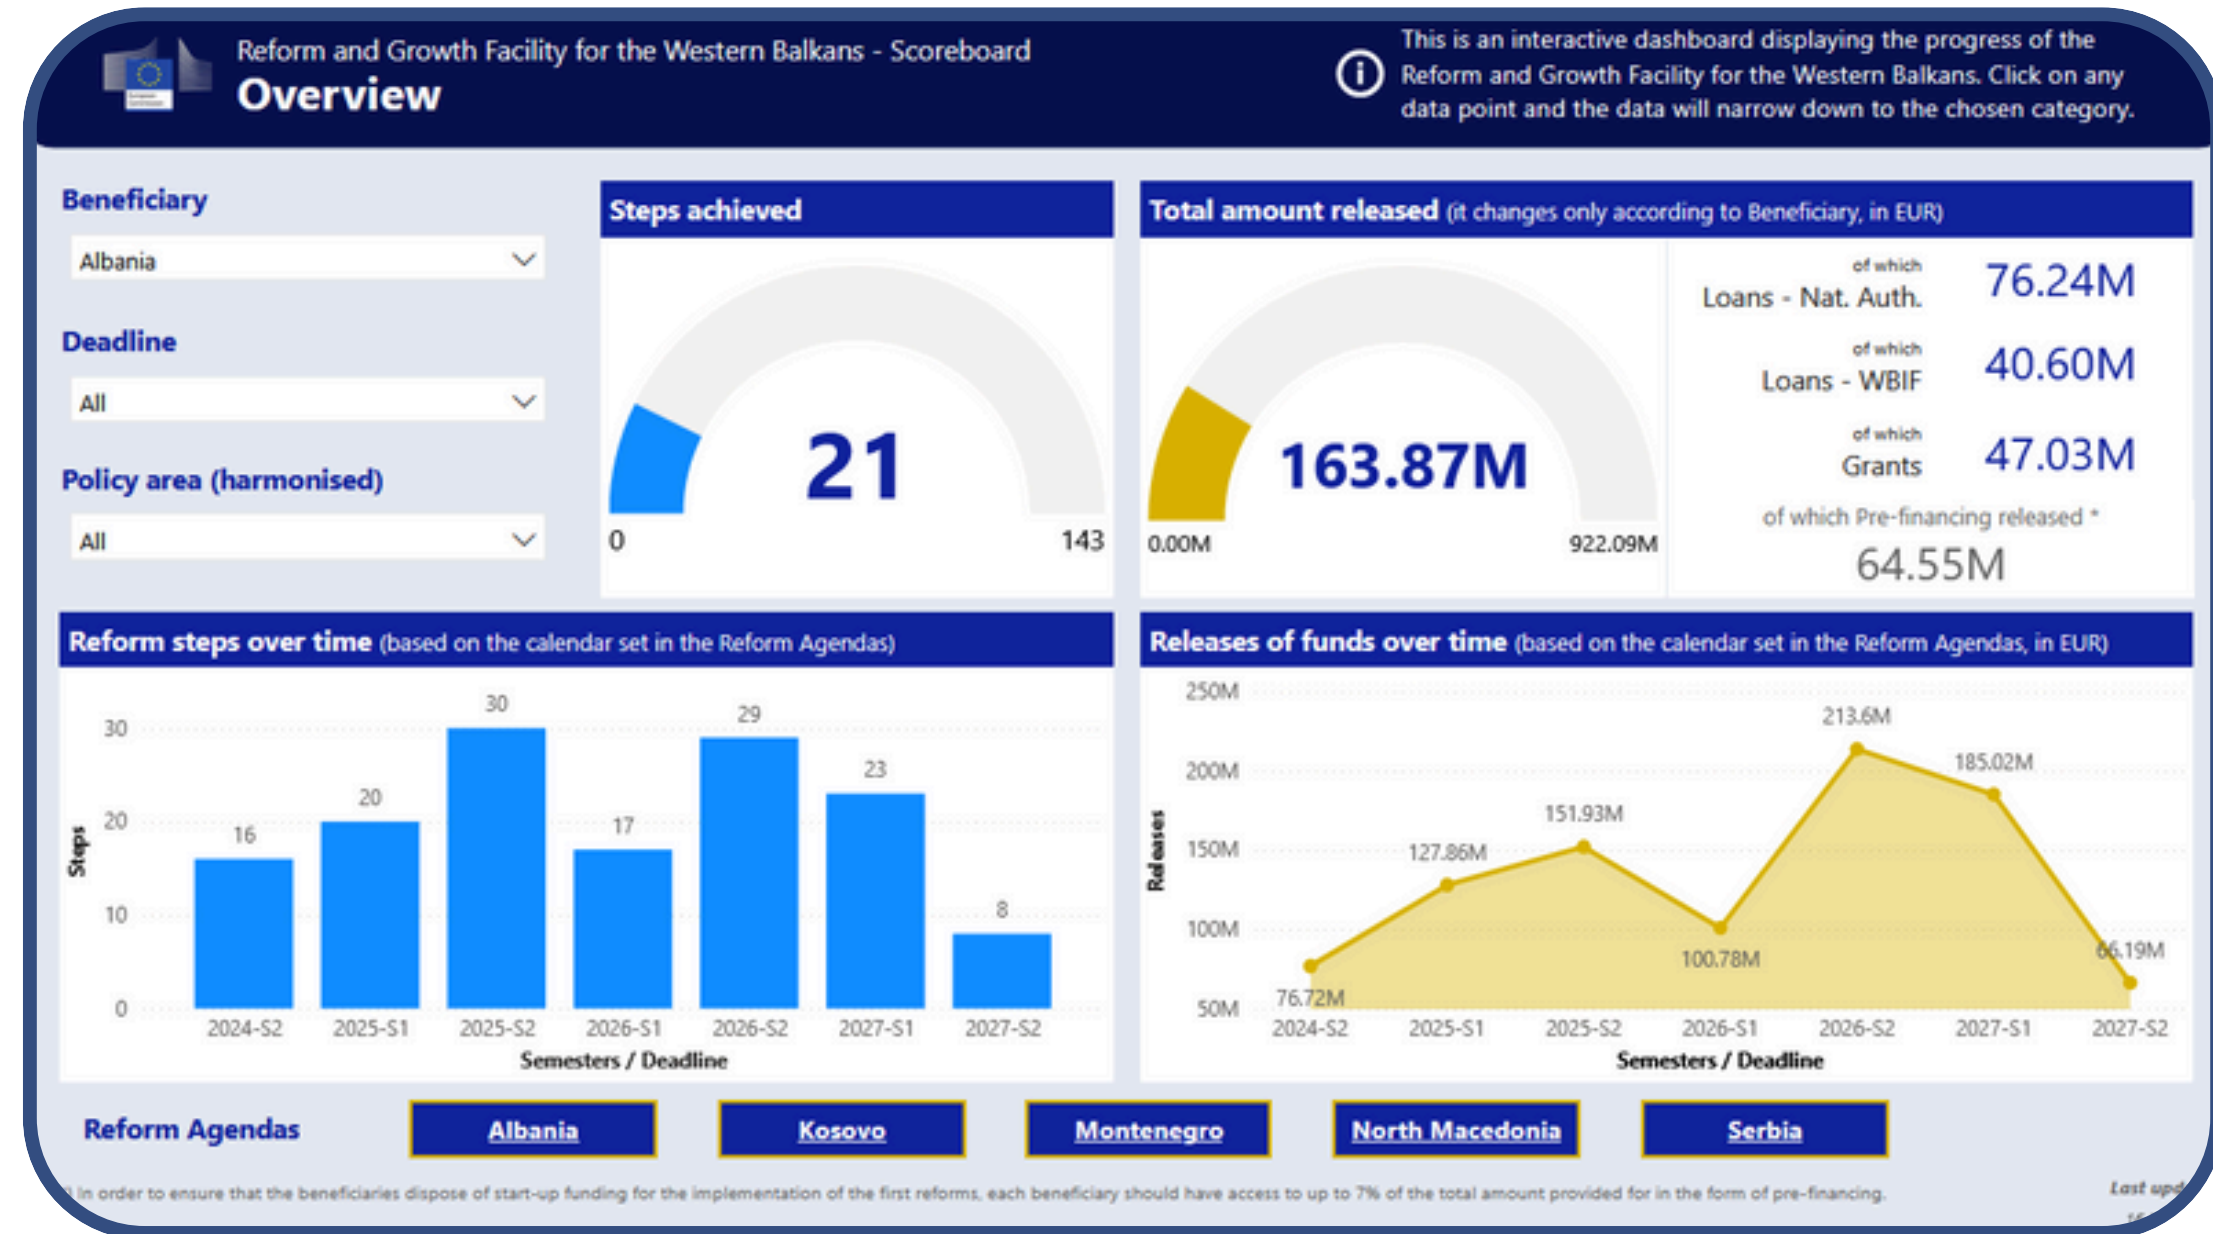 Reform and Growth Facility for the Western Balkans - Scoreboard
Overview
This is an interactive dashboard displaying the progress of the
Reform and Growth Facility for the Western Balkans. Click on any
data point and the data will narrow down to the chosen category.
Beneficiary
Albania
Deadline
All
Policy area (harmonised)
All
Steps achieved
21
0
143
Total amount released (it changes only according to Beneficiary, in EUR)
163.87M
0.00M
922.09M
of which
Loans - Nat. Auth.
76.24M
of which
Loans - WBIF
40.60M
of which
Grants
47.03M
of which Pre-financing released *
64.55M
Reform steps over time (based on the calendar set in the Reform Agendas)
Steps
30
20
10
0
16
20
30
17
29
23
8
2024-S2
2025-S1
2025-S2
2026-S1
2026-S2
2027-S1
2027-S2
Semesters / Deadline
Releases of funds over time (based on the calendar set in the Reform Agendas, in EUR)
Releases
250M
200M
150M
100M
50M
76.72M
127.86M
151.93M
100.78M
213.6M
185.02M
66.19M
2024-S2
2025-S1
2025-S2
2026-S1
2026-S2
2027-S1
2027-S2
Semesters / Deadline
Reform Agendas
Albania
Kosovo
Montenegro
North Macedonia
Serbia
In order to ensure that the beneficiaries dispose of start-up funding for the implementation of the first reforms, each beneficiary should have access to up to 7% of the total amount provided for in the form of pre-financing.
Last